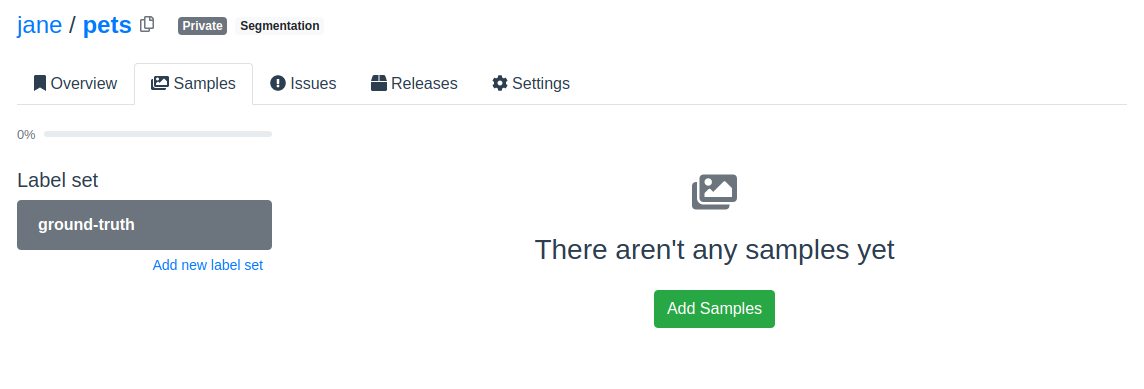 jane / pets Private Segmentation
Overview Samples Issues Releases Settings
0%
Label set
ground-truth
Add new label set
There aren't any samples yet
Add Samples